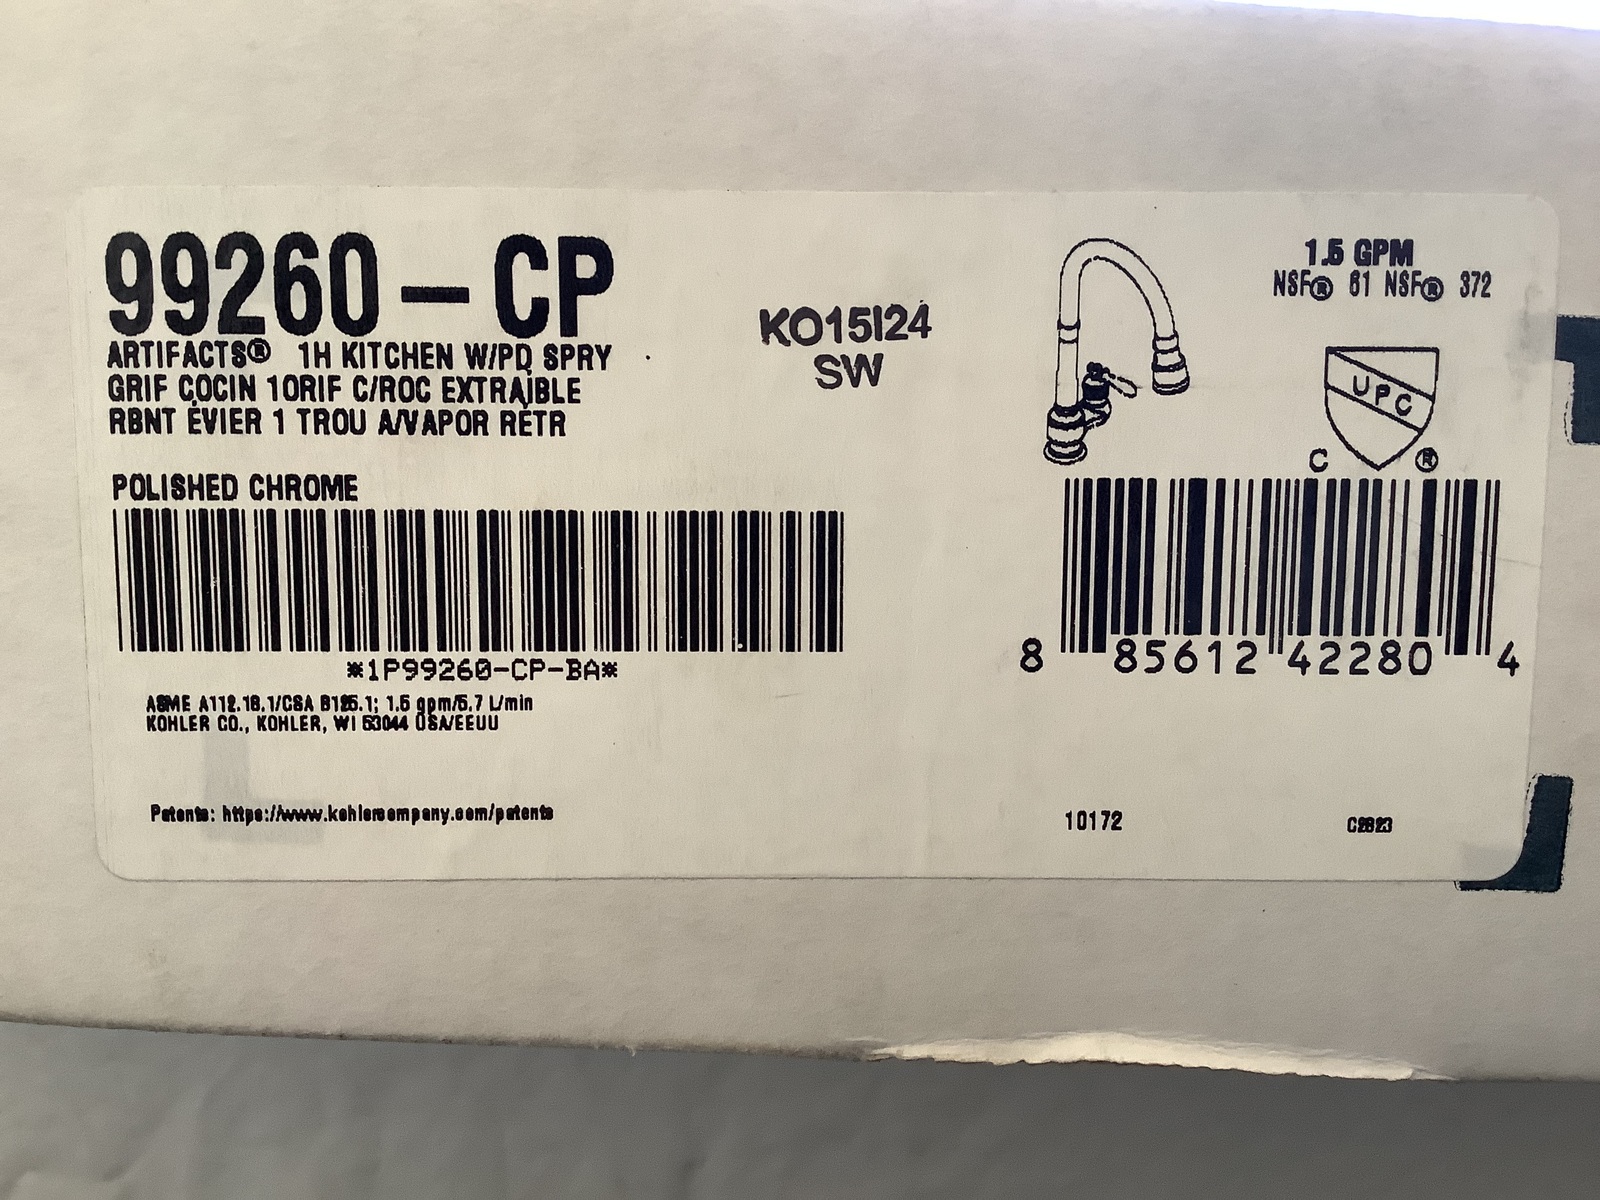 99260-CP
ARTIFACTS® 1H KITCHEN W/PD SPRY
GRIF COCIN 1ORIF C/ROC EXTRAÍBLE
RBNT ÉVIER 1 TROU A/VAPOR RÉTR
POLISHED CHROME
*1P99260-CP-BA*
ASME A112.18.1/CSA B125.1; 1.5 gpm/5.7 L/min
KOHLER CO., KOHLER, WI 53044 USA/EEUU
Patents: https://www.kohlercompany.com/patents
KO15I24
SW
1.5 GPM
NSF® 61 NSF® 372
UPC
C ®
8 85612 42280 4
10172